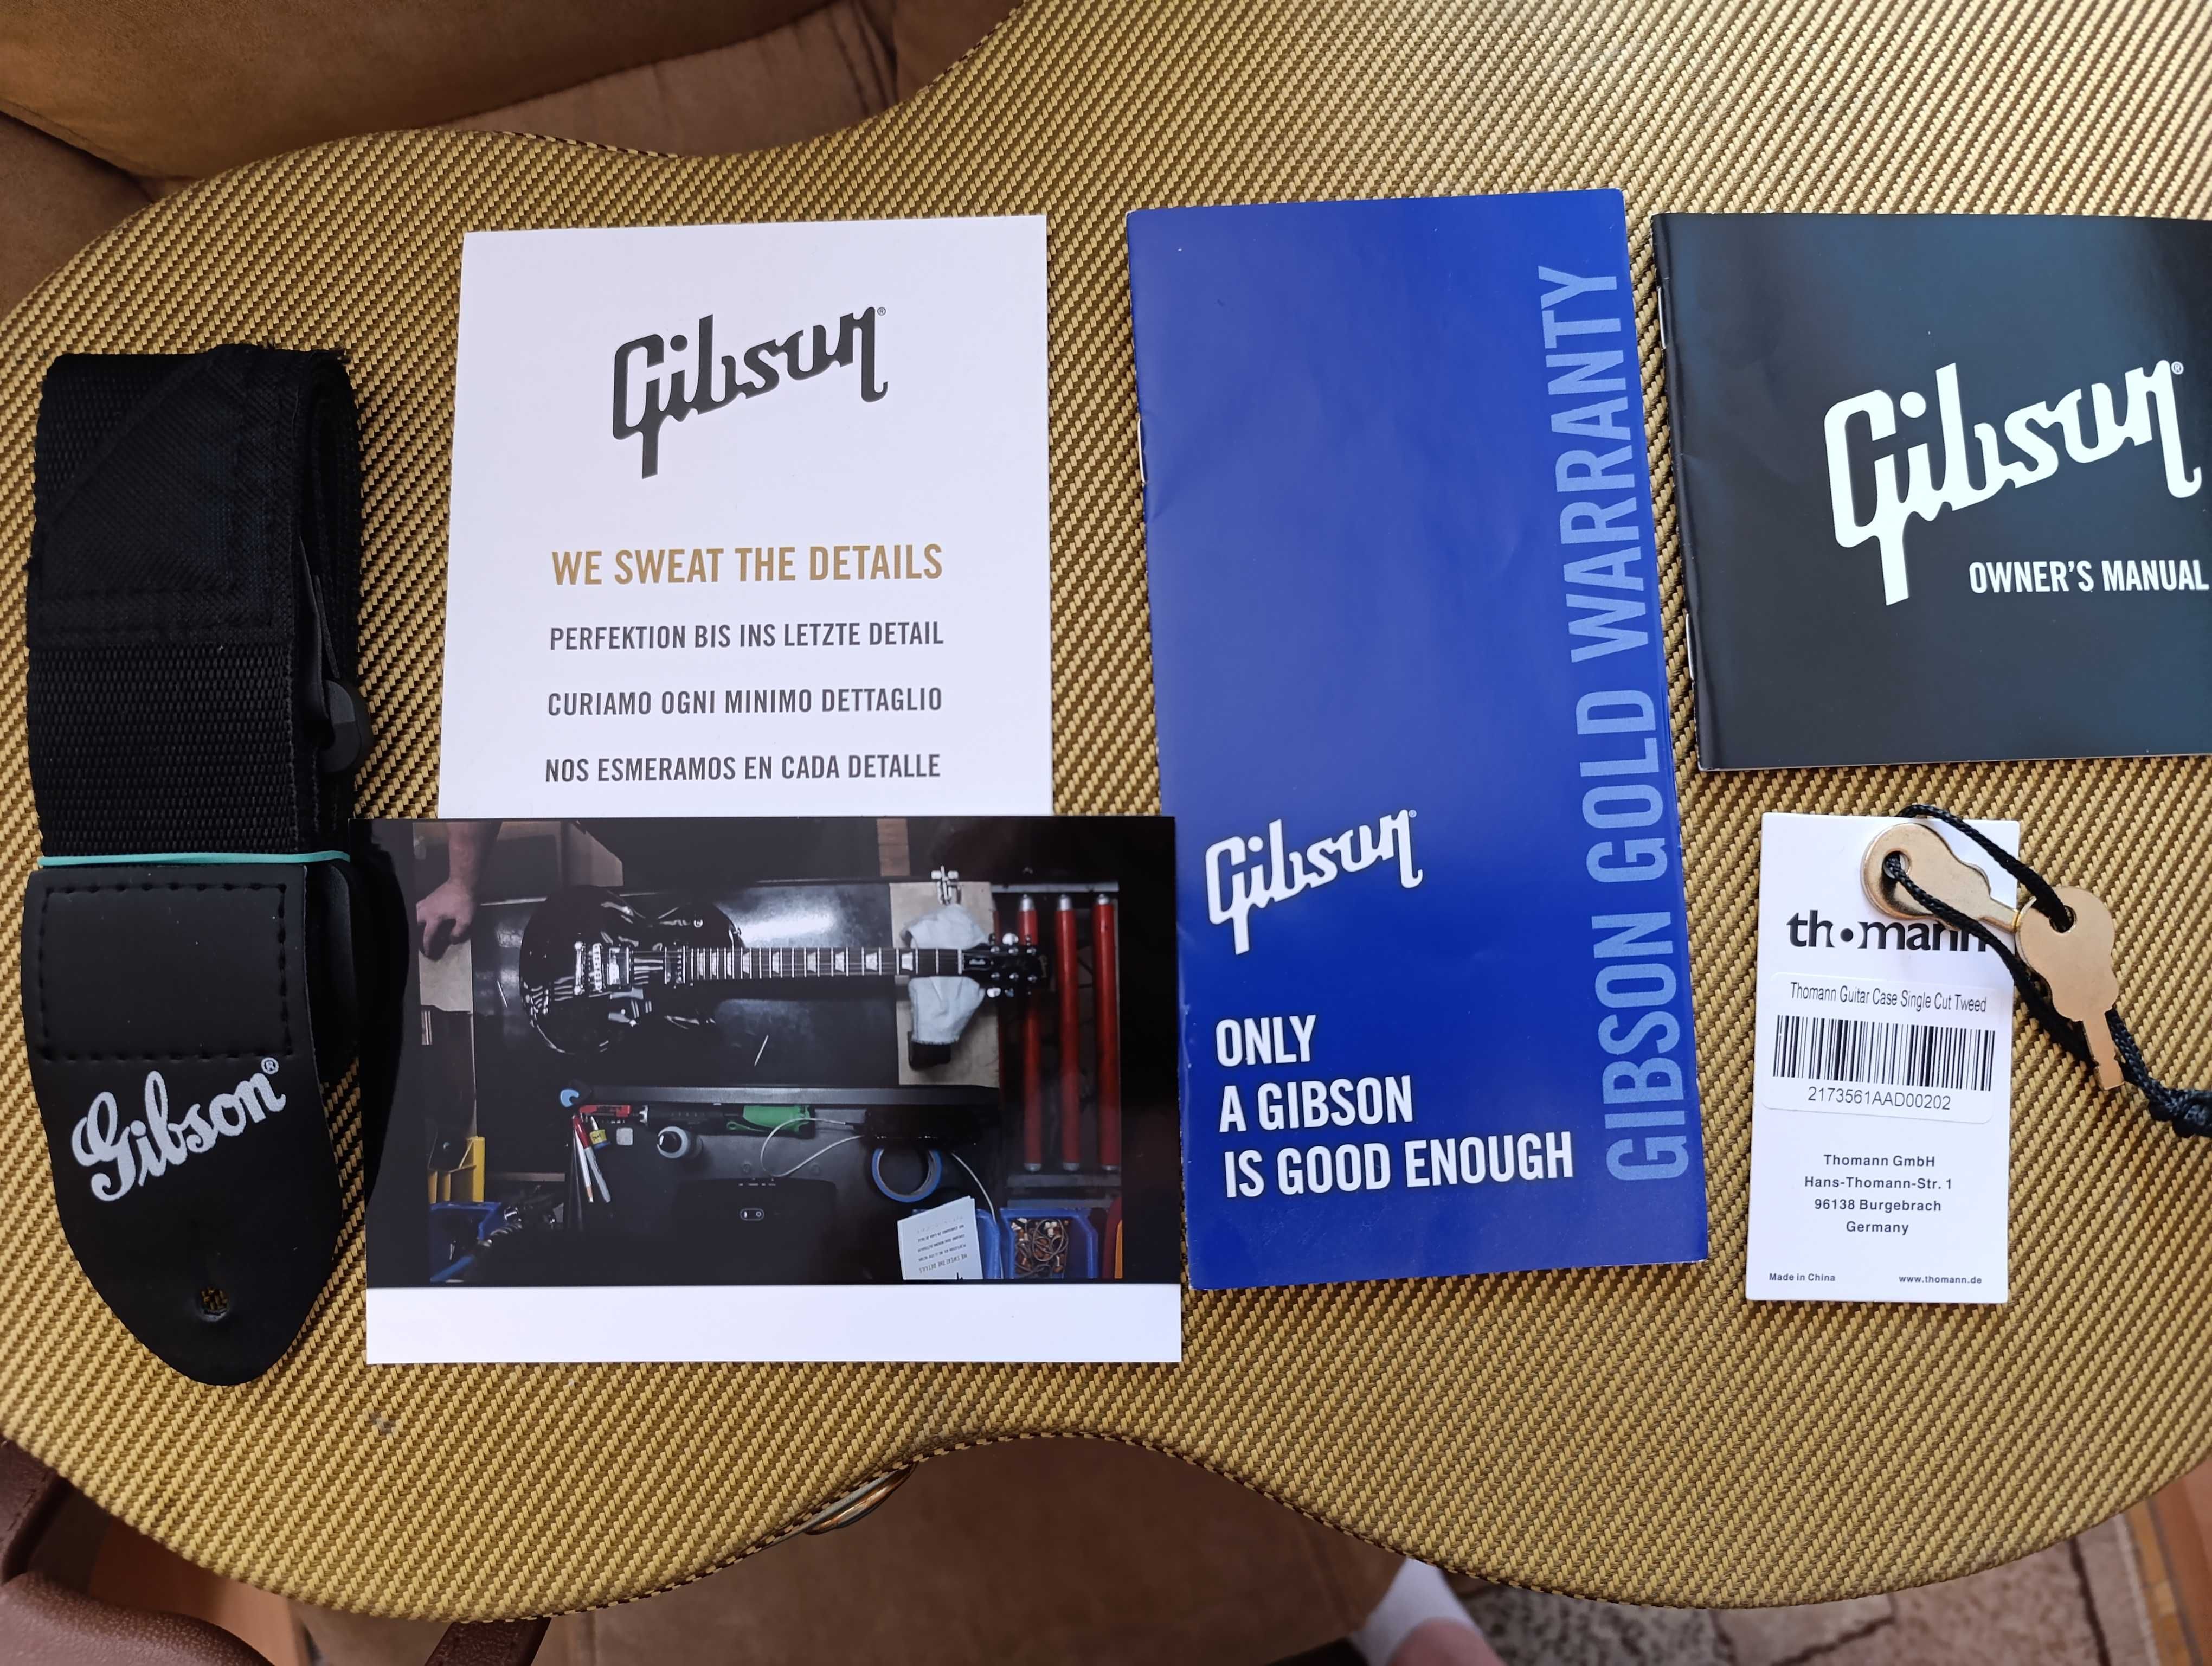 Gibson®
Gibson®
WE SWEAT THE DETAILS
PERFEKTION BIS INS LETZTE DETAIL
CURIAMO OGNI MINIMO DETTAGLIO
NOS ESMERAMOS EN CADA DETALLE
GIBSON GOLD WARRANTY
Gibson®
ONLY
A GIBSON
IS GOOD ENOUGH
Gibson®
OWNER'S MANUAL
thomann
Thomann Guitar Case Single Cut Tweed
2173561AAD00202
Thomann GmbH
Hans-Thomann-Str. 1
96138 Burgebrach
Germany
Made in China
www.thomann.de